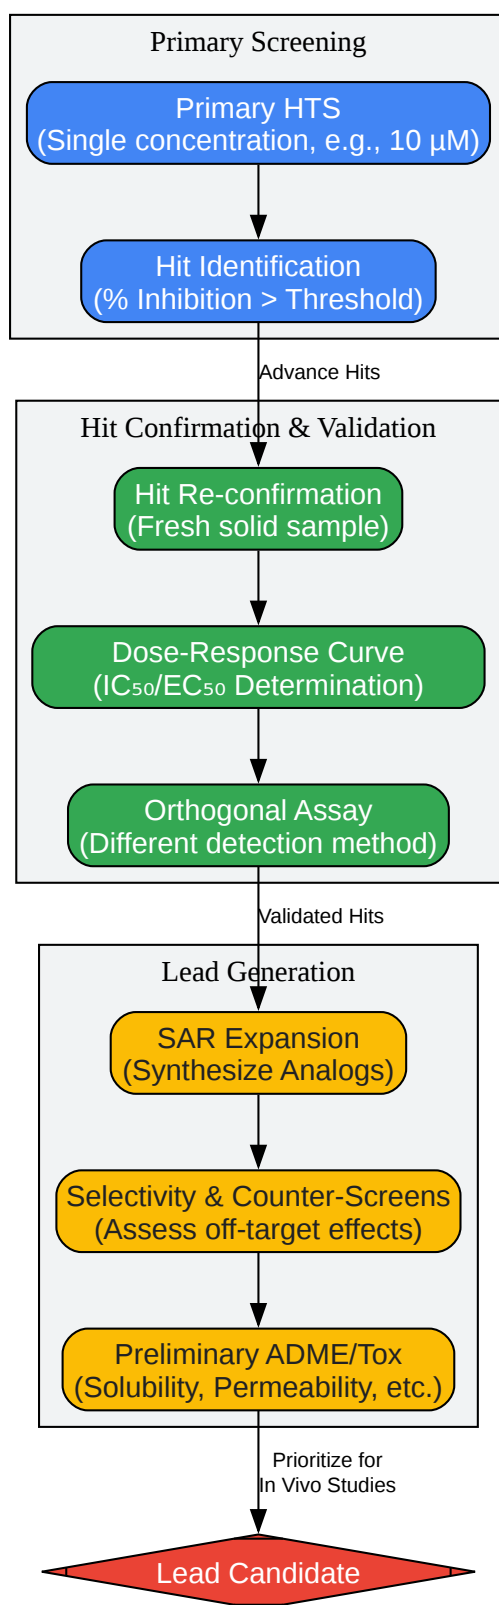 Primary Screening
Primary HTS
(Single concentration, e.g., 10 µM)
Hit Identification
(% Inhibition > Threshold)
Advance Hits
Hit Confirmation & Validation
Hit Re-confirmation
(Fresh solid sample)
Dose-Response Curve
(IC₅₀/EC₅₀ Determination)
Orthogonal Assay
(Different detection method)
Validated Hits
Lead Generation
SAR Expansion
(Synthesize Analogs)
Selectivity & Counter-Screens
(Assess off-target effects)
Preliminary ADME/Tox
(Solubility, Permeability, etc.)
Prioritize for
In Vivo Studies
Lead Candidate